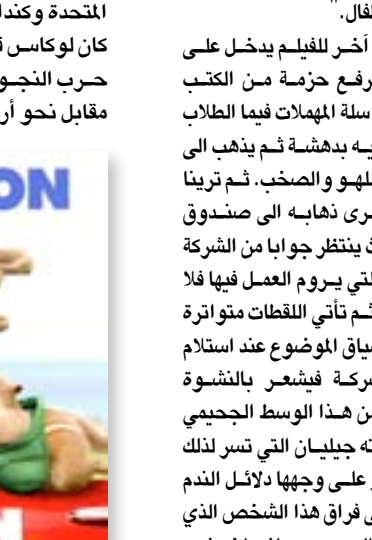 لفال."
آخر للفيلم يدخل على
رفع حزمة من الكتب
سلة المهملات فيما الطلاب
يه بدهشة ثم يذهب الى
لهو والصخب. ثم ترينا
رى ذهابه الى صندوق
ينتظر جوابا من الشركة
لتي يروم العمل فيها فلا
ثم تأتي اللقطات متواترة
سياق الموضوع عند استلام
شركة فيشعر بالنشوة
من هذا الوسط الجحيمي
ته جيليان التي تسر لذلك
على وجهها دلائل الندم
ى فراق هذا الشخص الذي
المتحدة وكندا
كان لوكاس
حرب النجو
مقابل نحو أر
ON
N